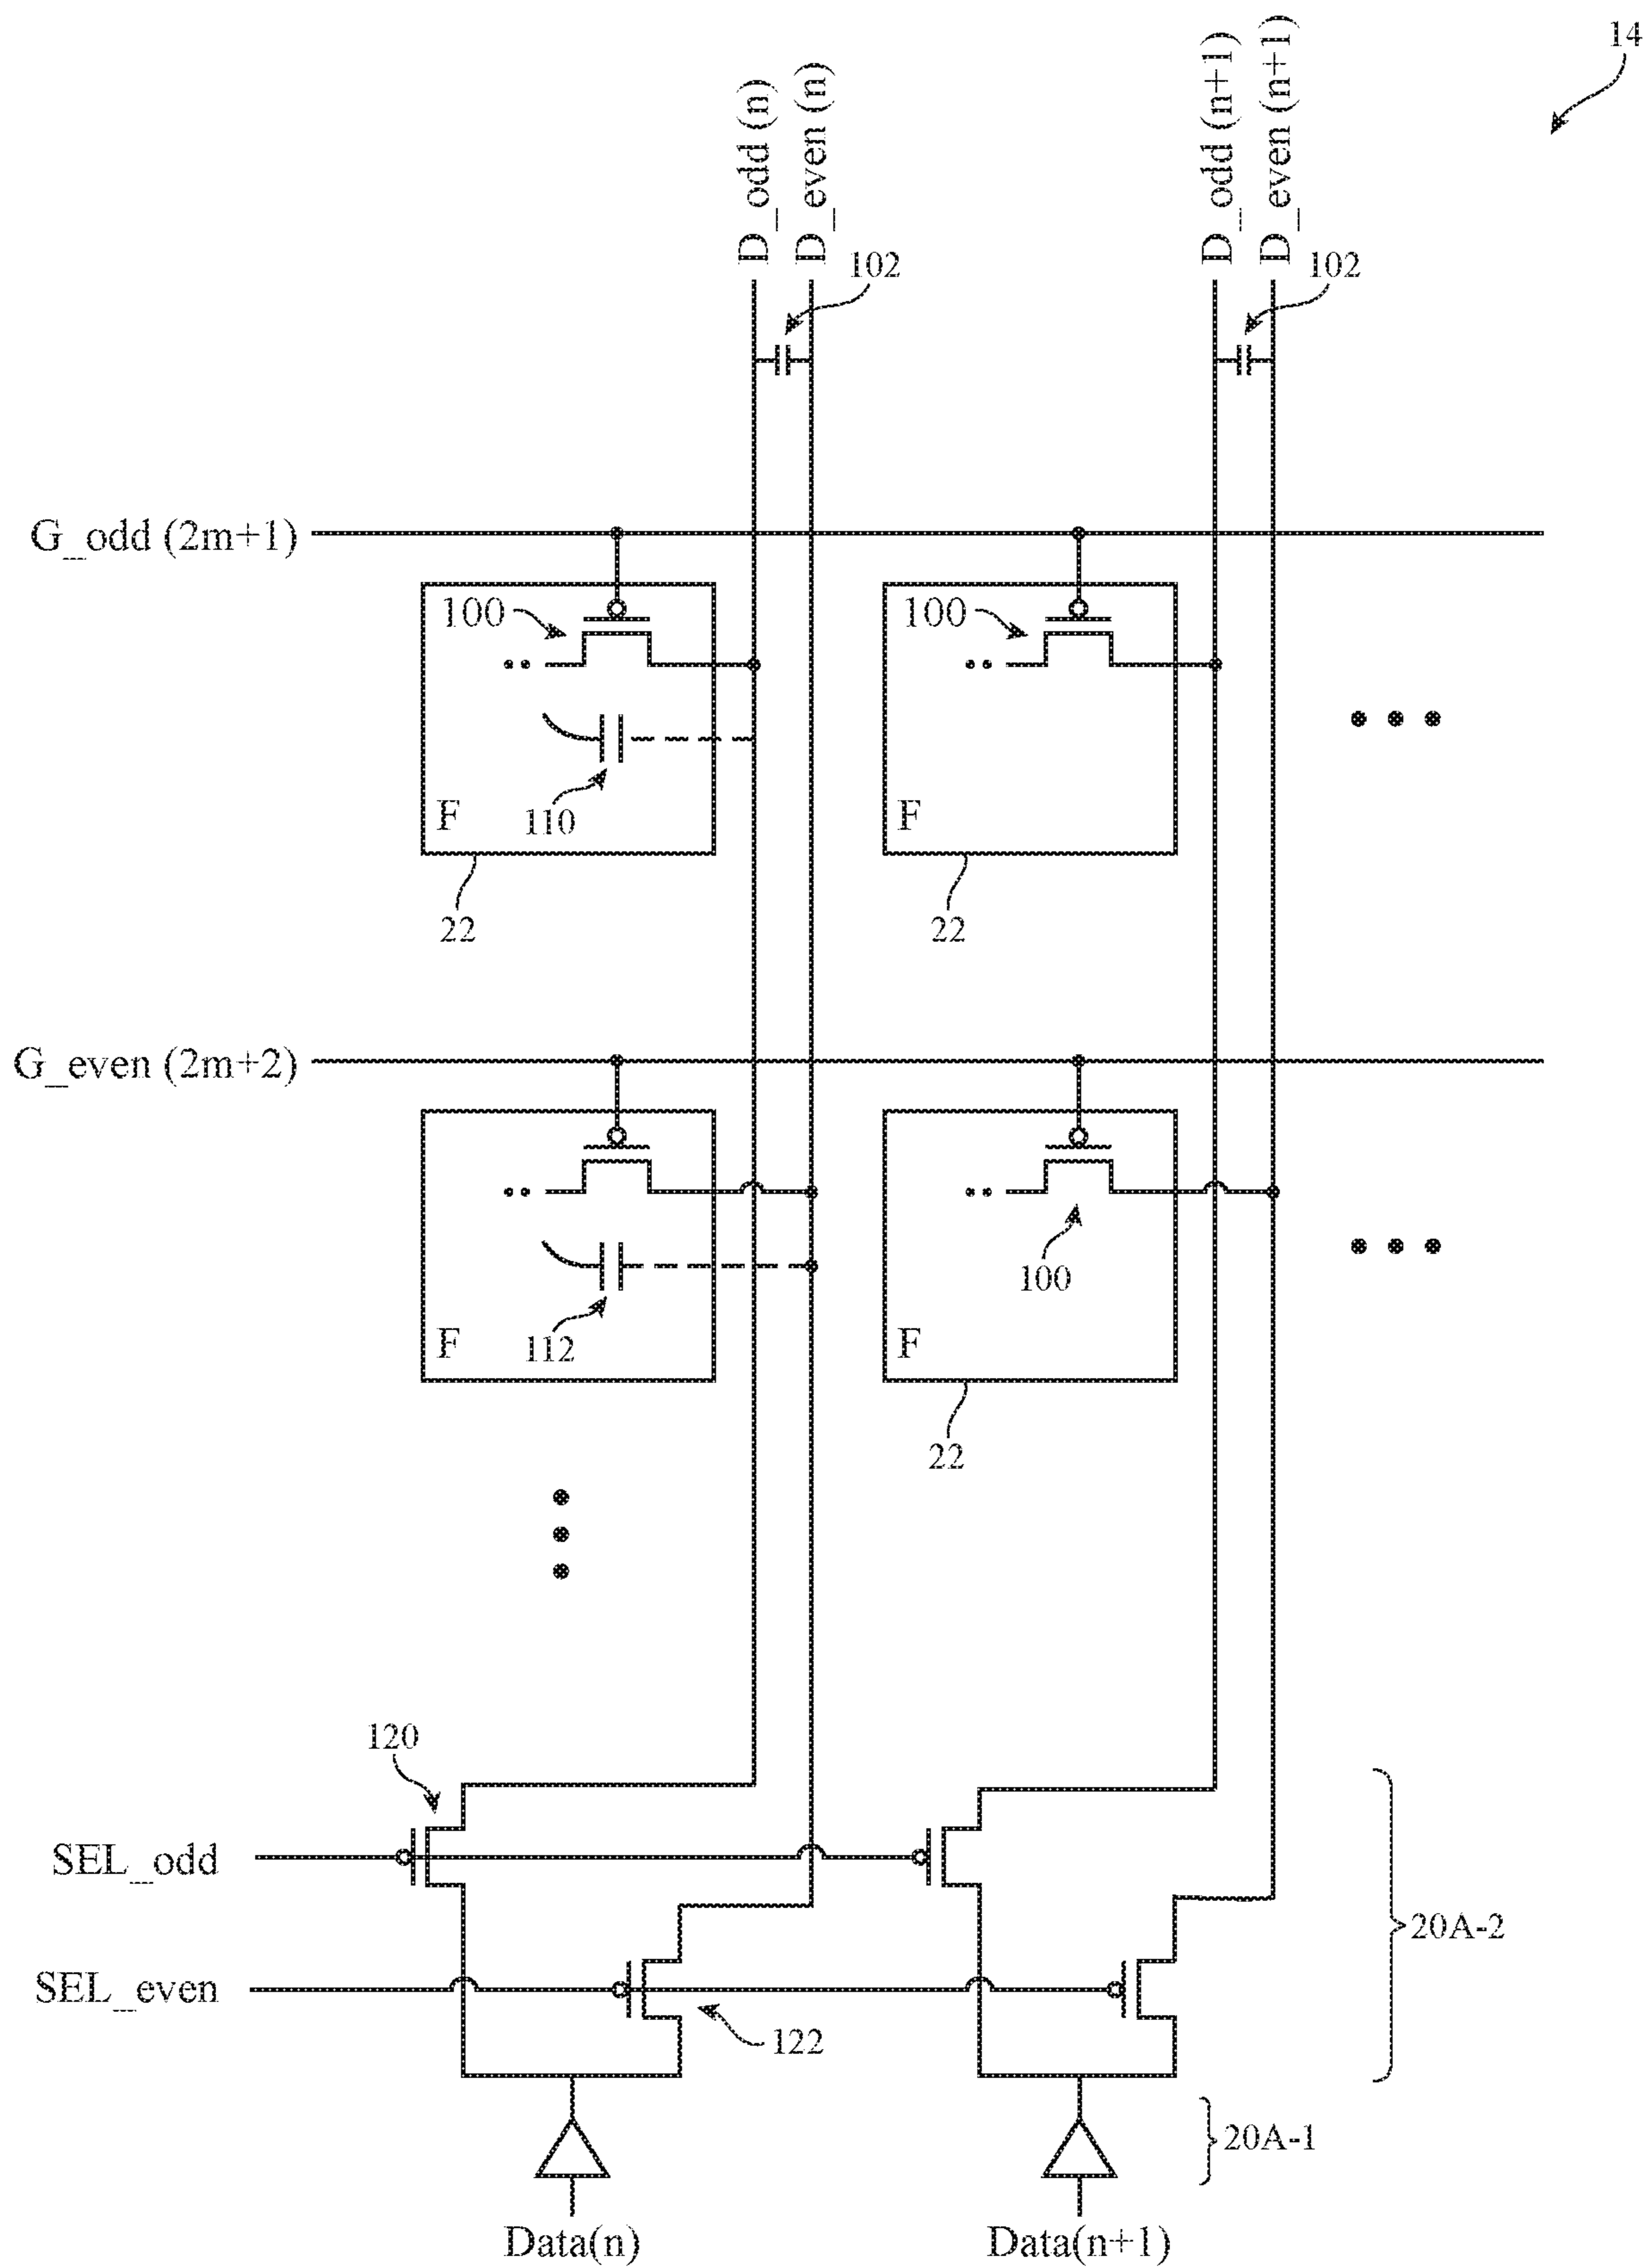 14
D_odd (n)
D_even (n)
D_odd (n+1)
D_even (n+1)
102
102
G_odd (2m+1)
100
100
110
F
F
22
22
G_even (2m+2)
100
112
F
F
22
120
SEL_odd
20A-2
SEL_even
122
20A-1
Data(n)
Data(n+1)